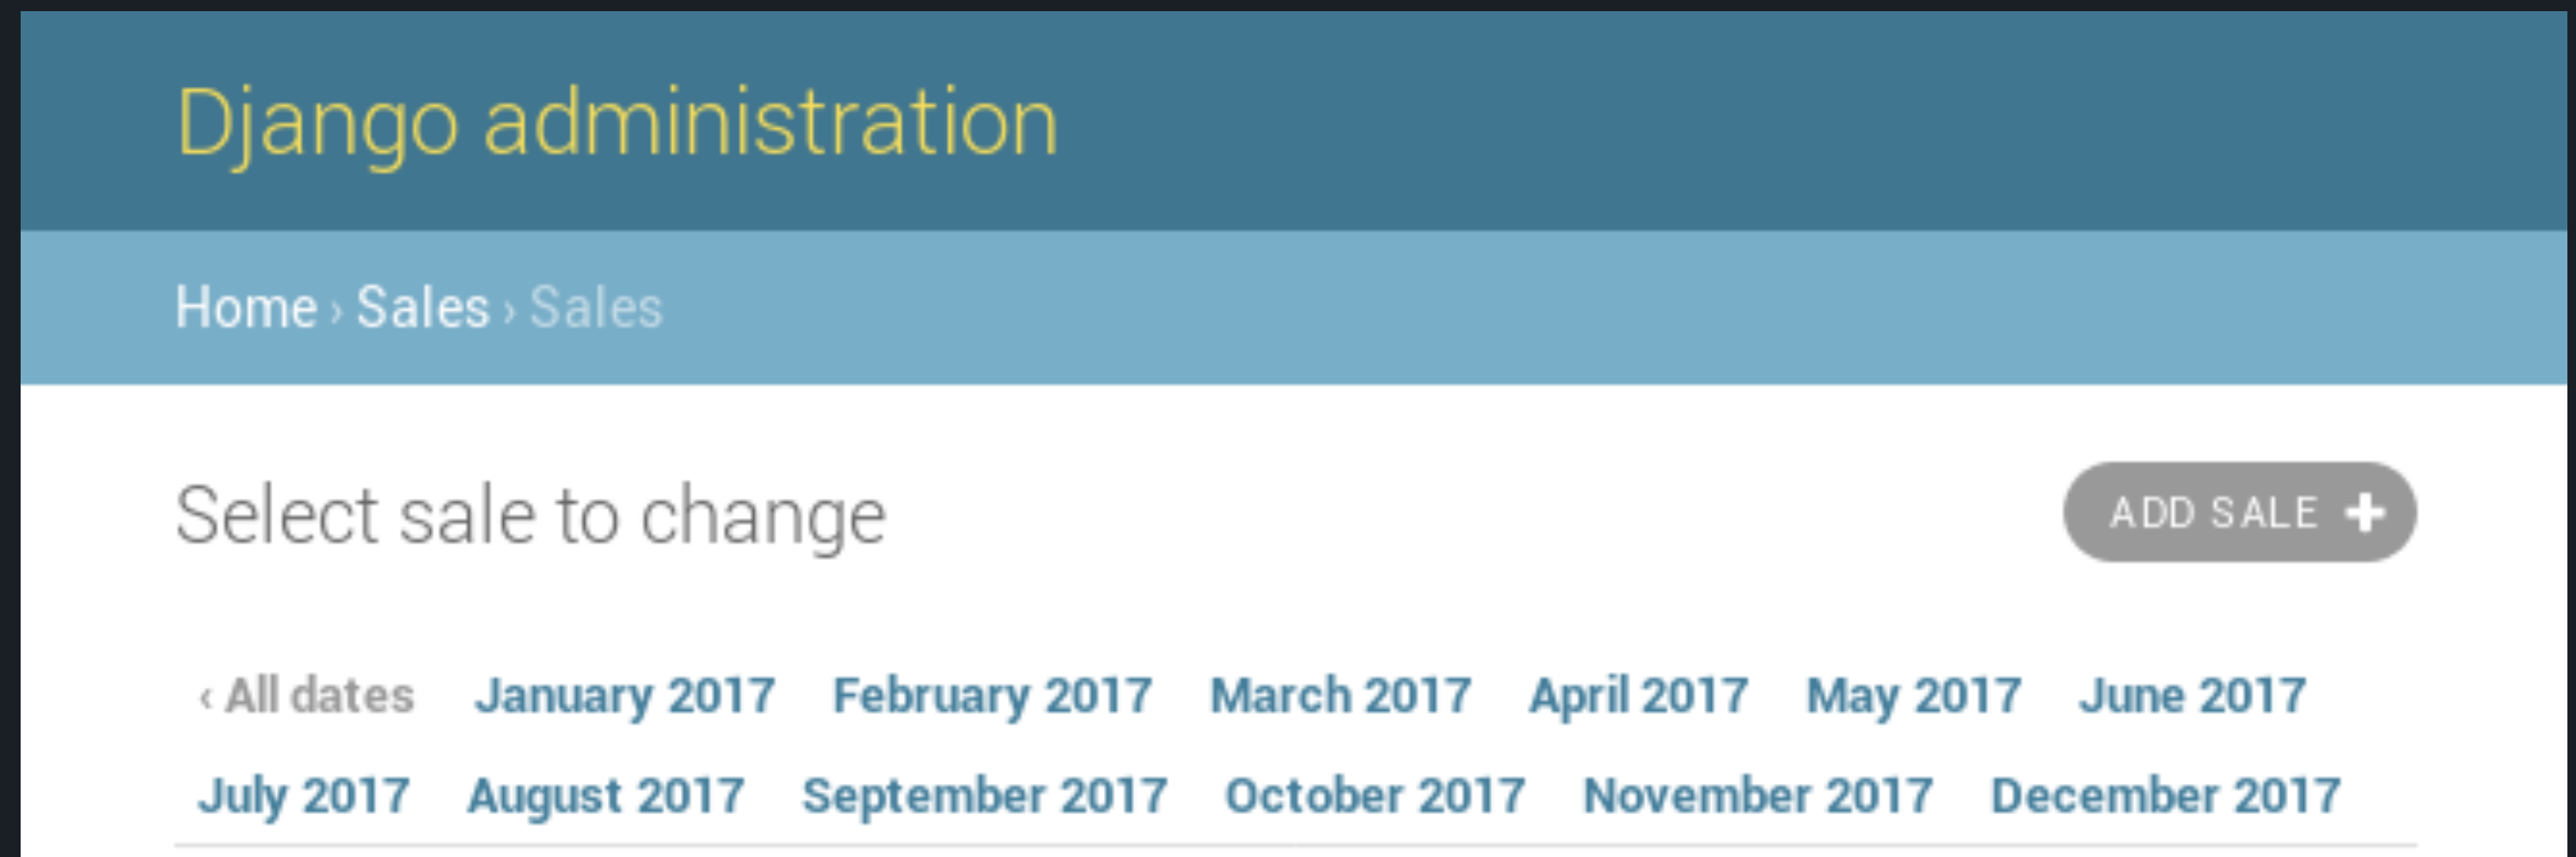 Django administration
Home › Sales › Sales
Select sale to change
ADD SALE +
‹ All dates January 2017 February 2017 March 2017 April 2017 May 2017 June 2017
July 2017 August 2017 September 2017 October 2017 November 2017 December 2017